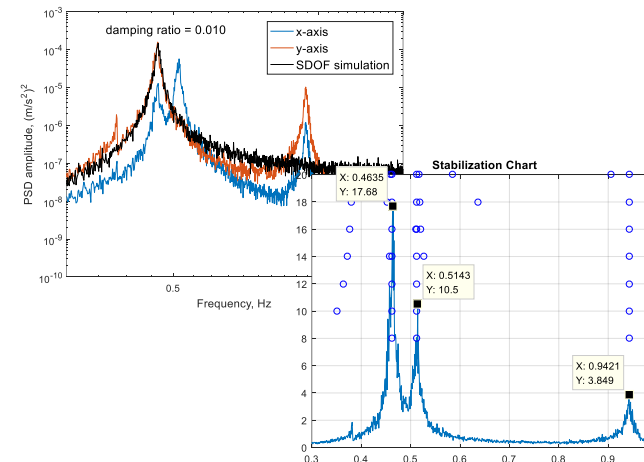 10^-3
damping ratio = 0.010
x-axis
y-axis
SDOF simulation
10^-4
10^-5
10^-6
10^-7
10^-8
10^-9
10^-10
PSD amplitude, (m/s²)²
0.5
Frequency, Hz
Stabilization Chart
X: 0.4635
Y: 17.68
X: 0.5143
Y: 10.5
X: 0.9421
Y: 3.849
20
18
16
14
12
10
8
6
4
2
0
0.3
0.4
0.5
0.6
0.7
0.8
0.9